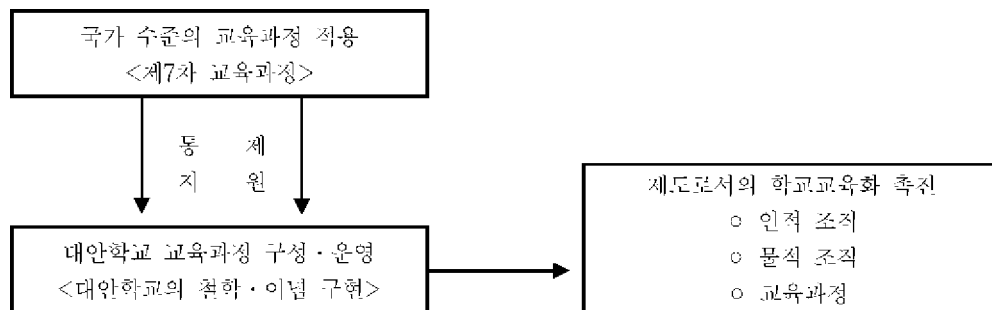 국가 수준의 교육과정 적용
<제7차 교육과정>
통 제
지 원
대안학교 교육과정 구성·운영
<대안학교의 철학·이념 구현>
제도로서의 학교교육화 촉진
○ 인적 조직
○ 물적 조직
○ 교육과정